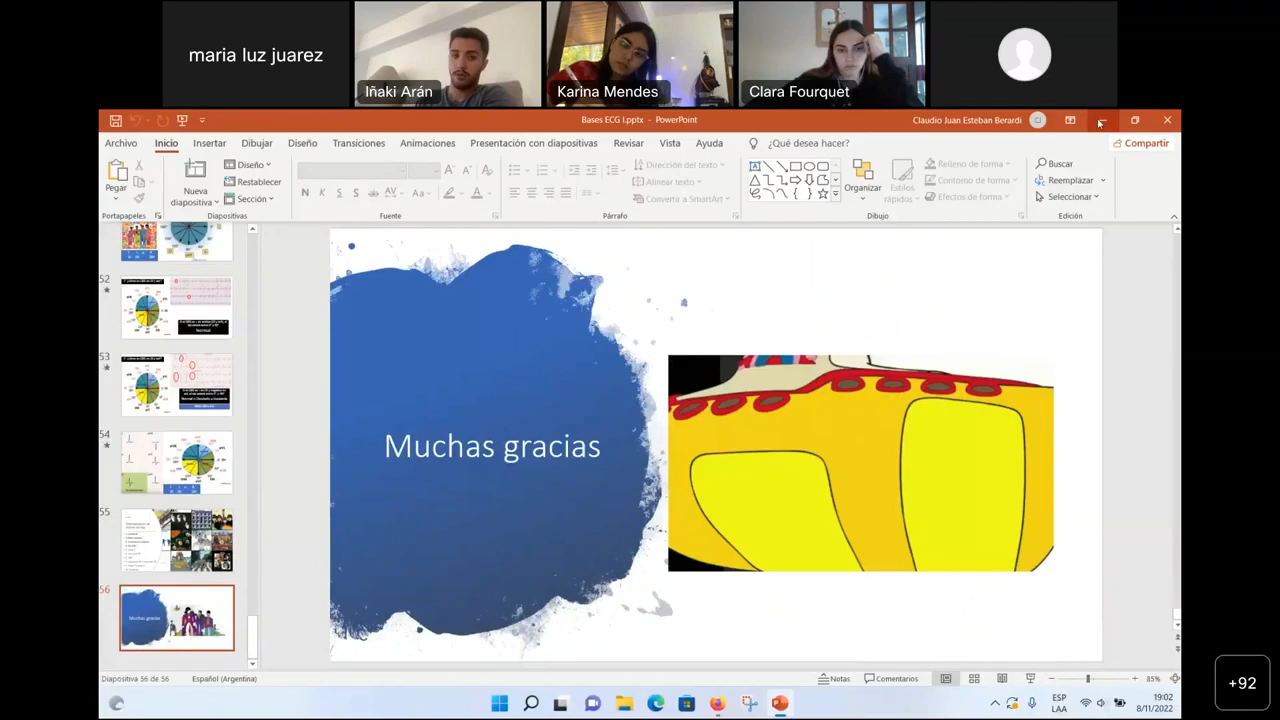 maria luz juarez
Iñaki Arán
Karina Mendes
Clara Fourquet
Bases ECG I.pptx - PowerPoint
Claudio Juan Esteban Berardi
Archivo Inicio Insertar Dibujar Diseño Transiciones Animaciones Presentación con diapositivas Revisar Vista Ayuda ¿Qué desea hacer? Compartir
Pegar
Nueva
diapositiva
Diseño
Restablecer
Sección
N K S S AV Aa A
Dirección del texto
Alinear texto
Convertir a SmartArt
Organizar
Estilos
rápidos
Relleno de forma
Contorno de forma
Efectos de forma
Buscar
Reemplazar
Seleccionar
Portapapeles Diapositivas Fuente Párrafo Dibujo Edición
52
53
54
55
56
Muchas gracias
Muchas gracias
Diapositiva 56 de 56 Español (Argentina) Notas Comentarios 85%
ESP
LAA
19:02
8/11/2022
+92